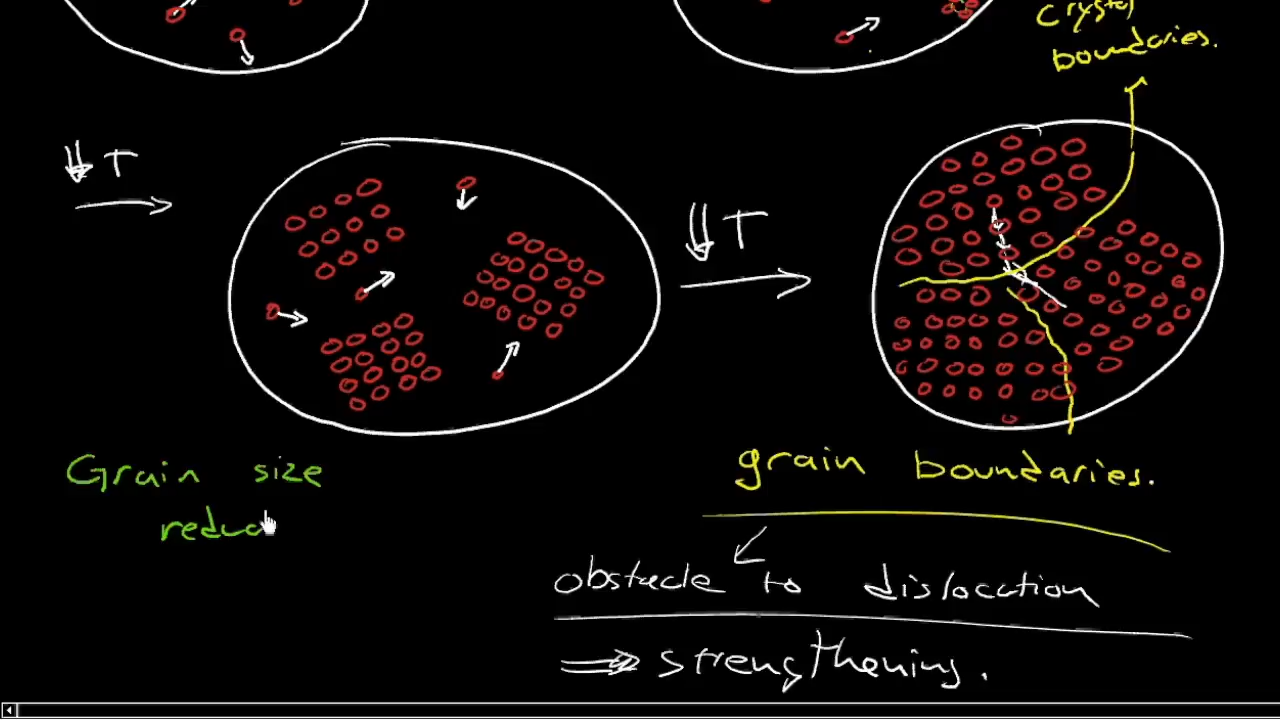 crystal
boundaries.
↓↓ T
↓↓ T
Grain size
reduc
grain boundaries.
obstacle to dislocation
⇒ strengthening.